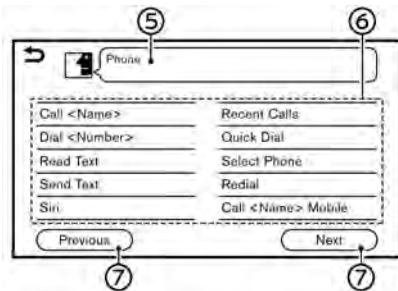 ⑤ ⑥
Phone
Call <Name> Recent Calls
Dial <Number> Quick Dial
Read Text Select Phone
Send Text Redial
Siri Call <Name> Mobile
Previous Next
⑦ ⑦